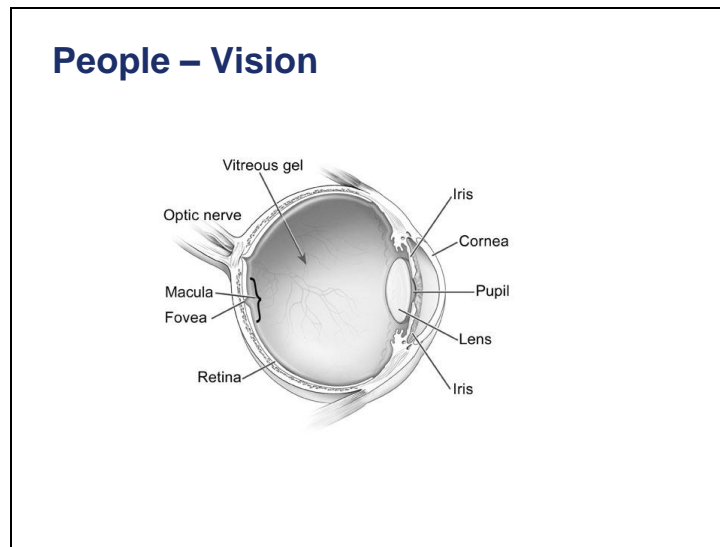 People – Vision
Vitreous gel
Iris
Optic nerve
Cornea
Macula
Pupil
Fovea
Lens
Retina
Iris